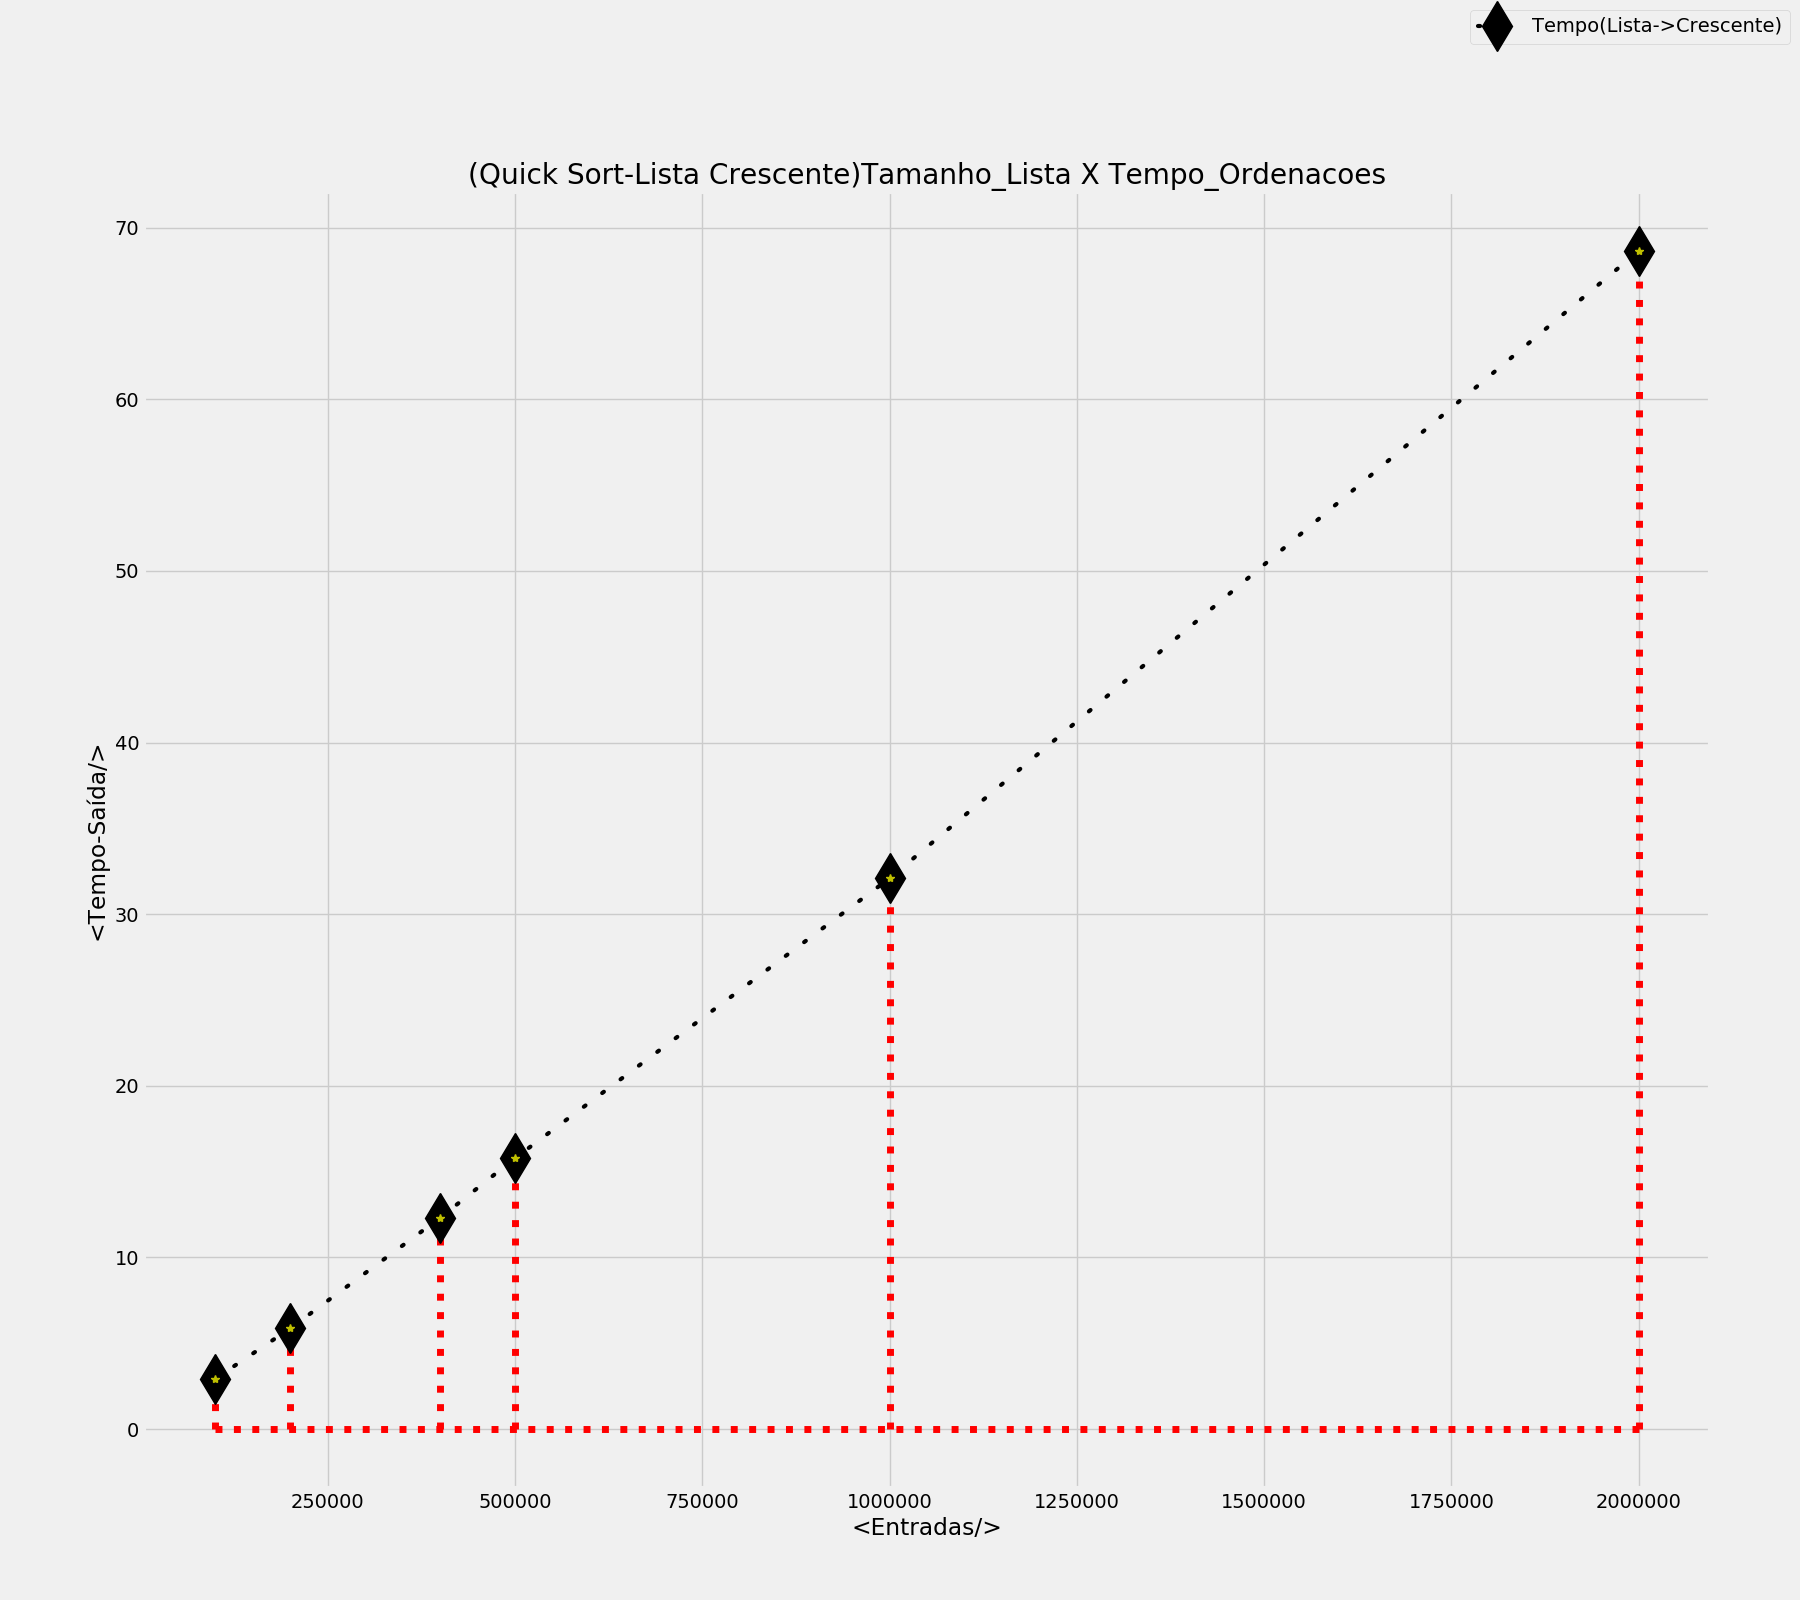 Tempo(Lista->Crescente)
(Quick Sort-Lista Crescente)Tamanho_Lista X Tempo_Ordenacoes
70
60
50
40
30
20
10
0
<Tempo-Saída/>
250000 500000 750000 1000000 1250000 1500000 1750000 2000000
<Entradas/>